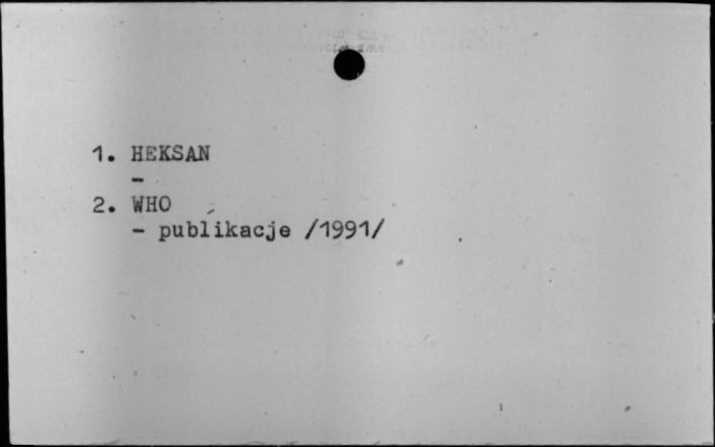 1. HEKSAN
-
2. WHO
- publikacje /1991/